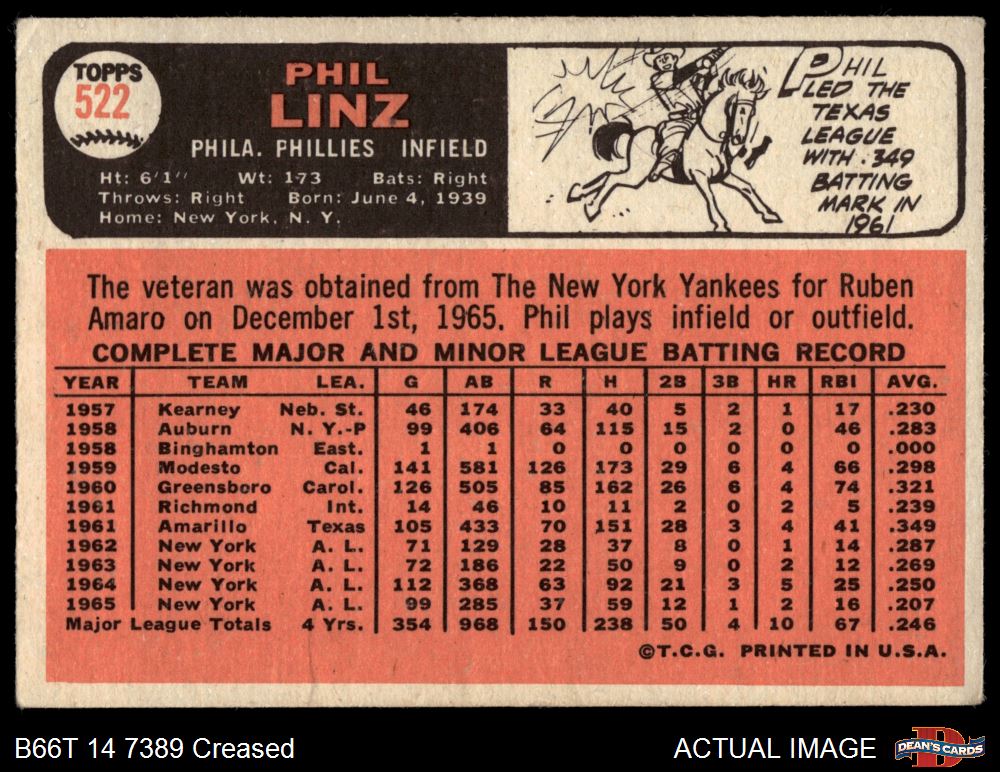 TOPPS
522
PHIL
LINZ
PHILA. PHILLIES INFIELD
Ht: 6'1" Wt: 173 Bats: Right
Throws: Right Born: June 4, 1939
Home: New York, N. Y.
PHIL
LED THE
TEXAS
LEAGUE
WITH .349
BATTING
MARK IN
1961
The veteran was obtained from The New York Yankees for Ruben
Amaro on December 1st, 1965. Phil plays infield or outfield.
COMPLETE MAJOR AND MINOR LEAGUE BATTING RECORD
YEAR TEAM LEA. G AB R H 2B 3B HR RBI AVG.
1957 Kearney Neb. St. 46 174 33 40 5 2 1 17 .230
1958 Auburn N. Y.-P 99 406 64 115 15 2 0 46 .283
1958 Binghamton East. 1 1 0 0 0 0 0 0 .000
1959 Modesto Cal. 141 581 126 173 29 6 4 66 .298
1960 Greensboro Carol. 126 505 85 162 26 6 4 74 .321
1961 Richmond Int. 14 46 10 11 2 0 2 5 .239
1961 Amarillo Texas 105 433 70 151 28 3 4 41 .349
1962 New York A. L. 71 129 28 37 8 0 1 14 .287
1963 New York A. L. 72 186 22 50 9 0 2 12 .269
1964 New York A. L. 112 368 63 92 21 3 5 25 .250
1965 New York A. L. 99 285 37 59 12 1 2 16 .207
Major League Totals 4 Yrs. 354 968 150 238 50 4 10 67 .246
©T.C.G. PRINTED IN U.S.A.
B66T 14 7389 Creased
ACTUAL IMAGE
DEAN'S CARDS